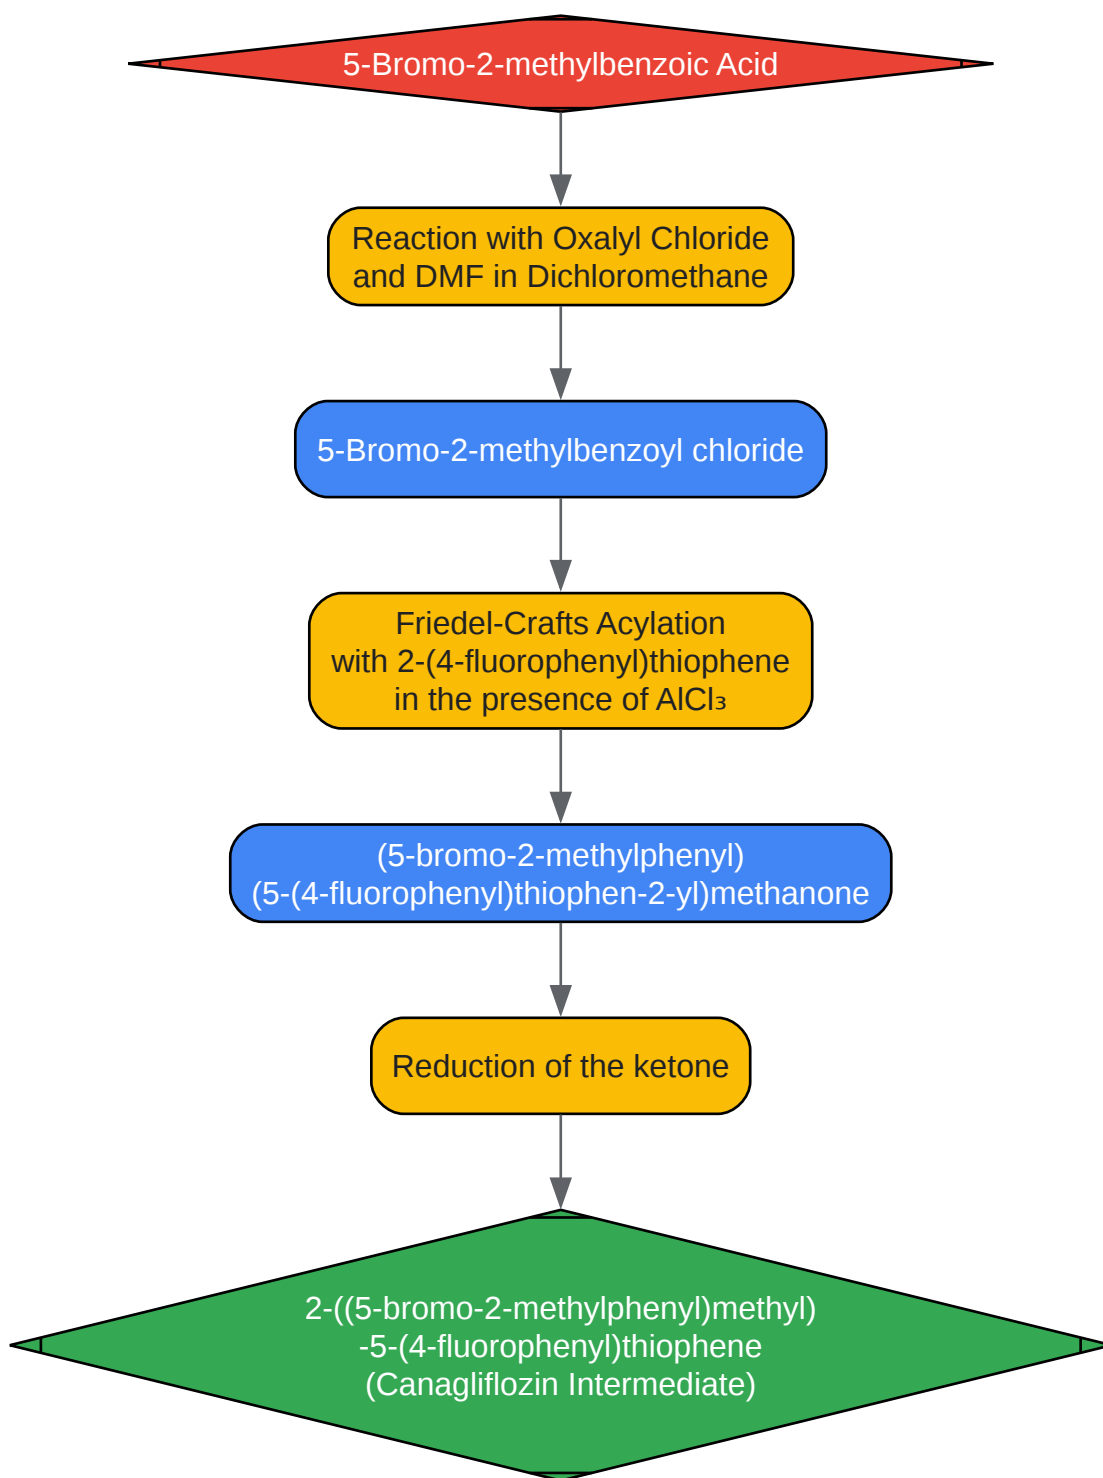 5-Bromo-2-methylbenzoic Acid
Reaction with Oxalyl Chloride
and DMF in Dichloromethane
5-Bromo-2-methylbenzoyl chloride
Friedel-Crafts Acylation
with 2-(4-fluorophenyl)thiophene
in the presence of AlCl₃
(5-bromo-2-methylphenyl)
(5-(4-fluorophenyl)thiophen-2-yl)methanone
Reduction of the ketone
2-((5-bromo-2-methylphenyl)methyl)
-5-(4-fluorophenyl)thiophene
(Canagliflozin Intermediate)